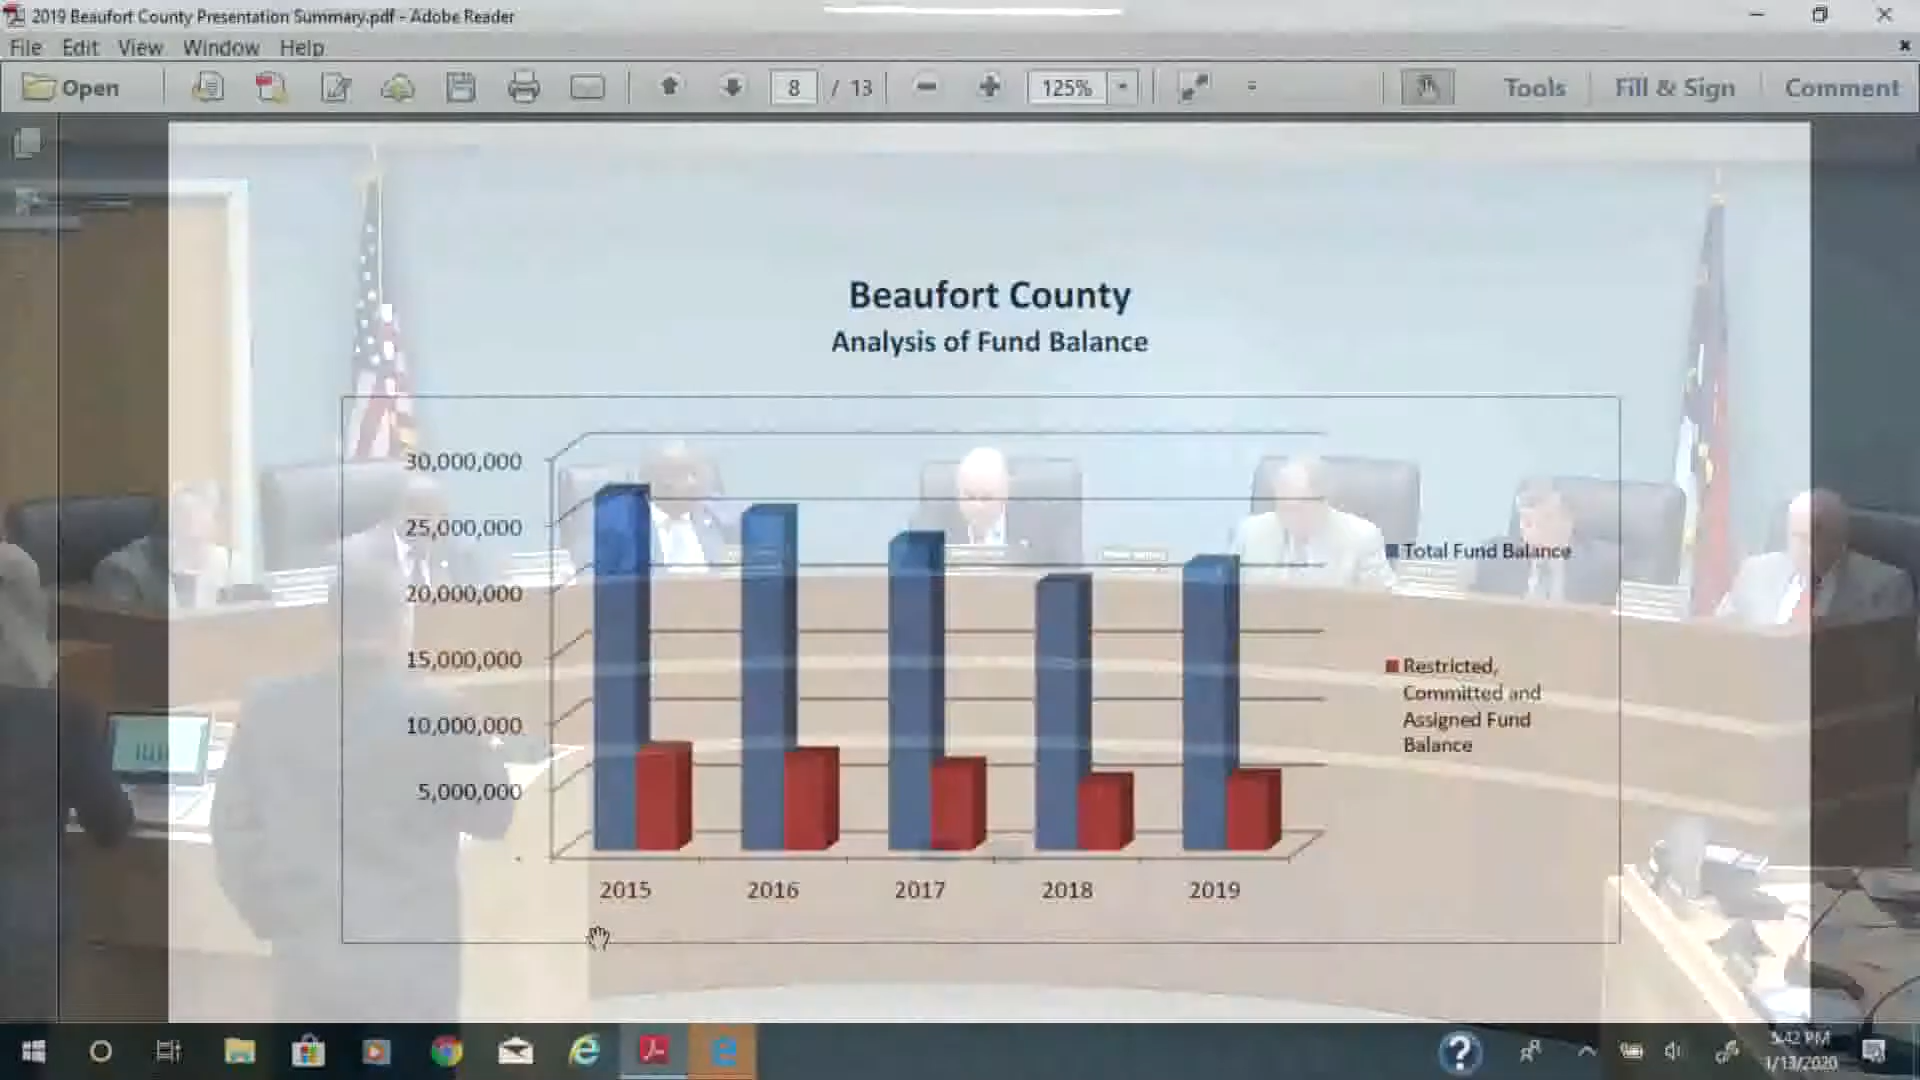 2019 Beaufort County Presentation Summary.pdf - Adobe Reader
File Edit View Window Help
Open 8 / 13 125% Tools Fill & Sign Comment
Beaufort County
Analysis of Fund Balance
30,000,000
25,000,000
20,000,000
15,000,000
10,000,000
5,000,000
-
2015 2016 2017 2018 2019
Total Fund Balance
Restricted,
Committed and
Assigned Fund
Balance
5:42 PM
1/13/2020